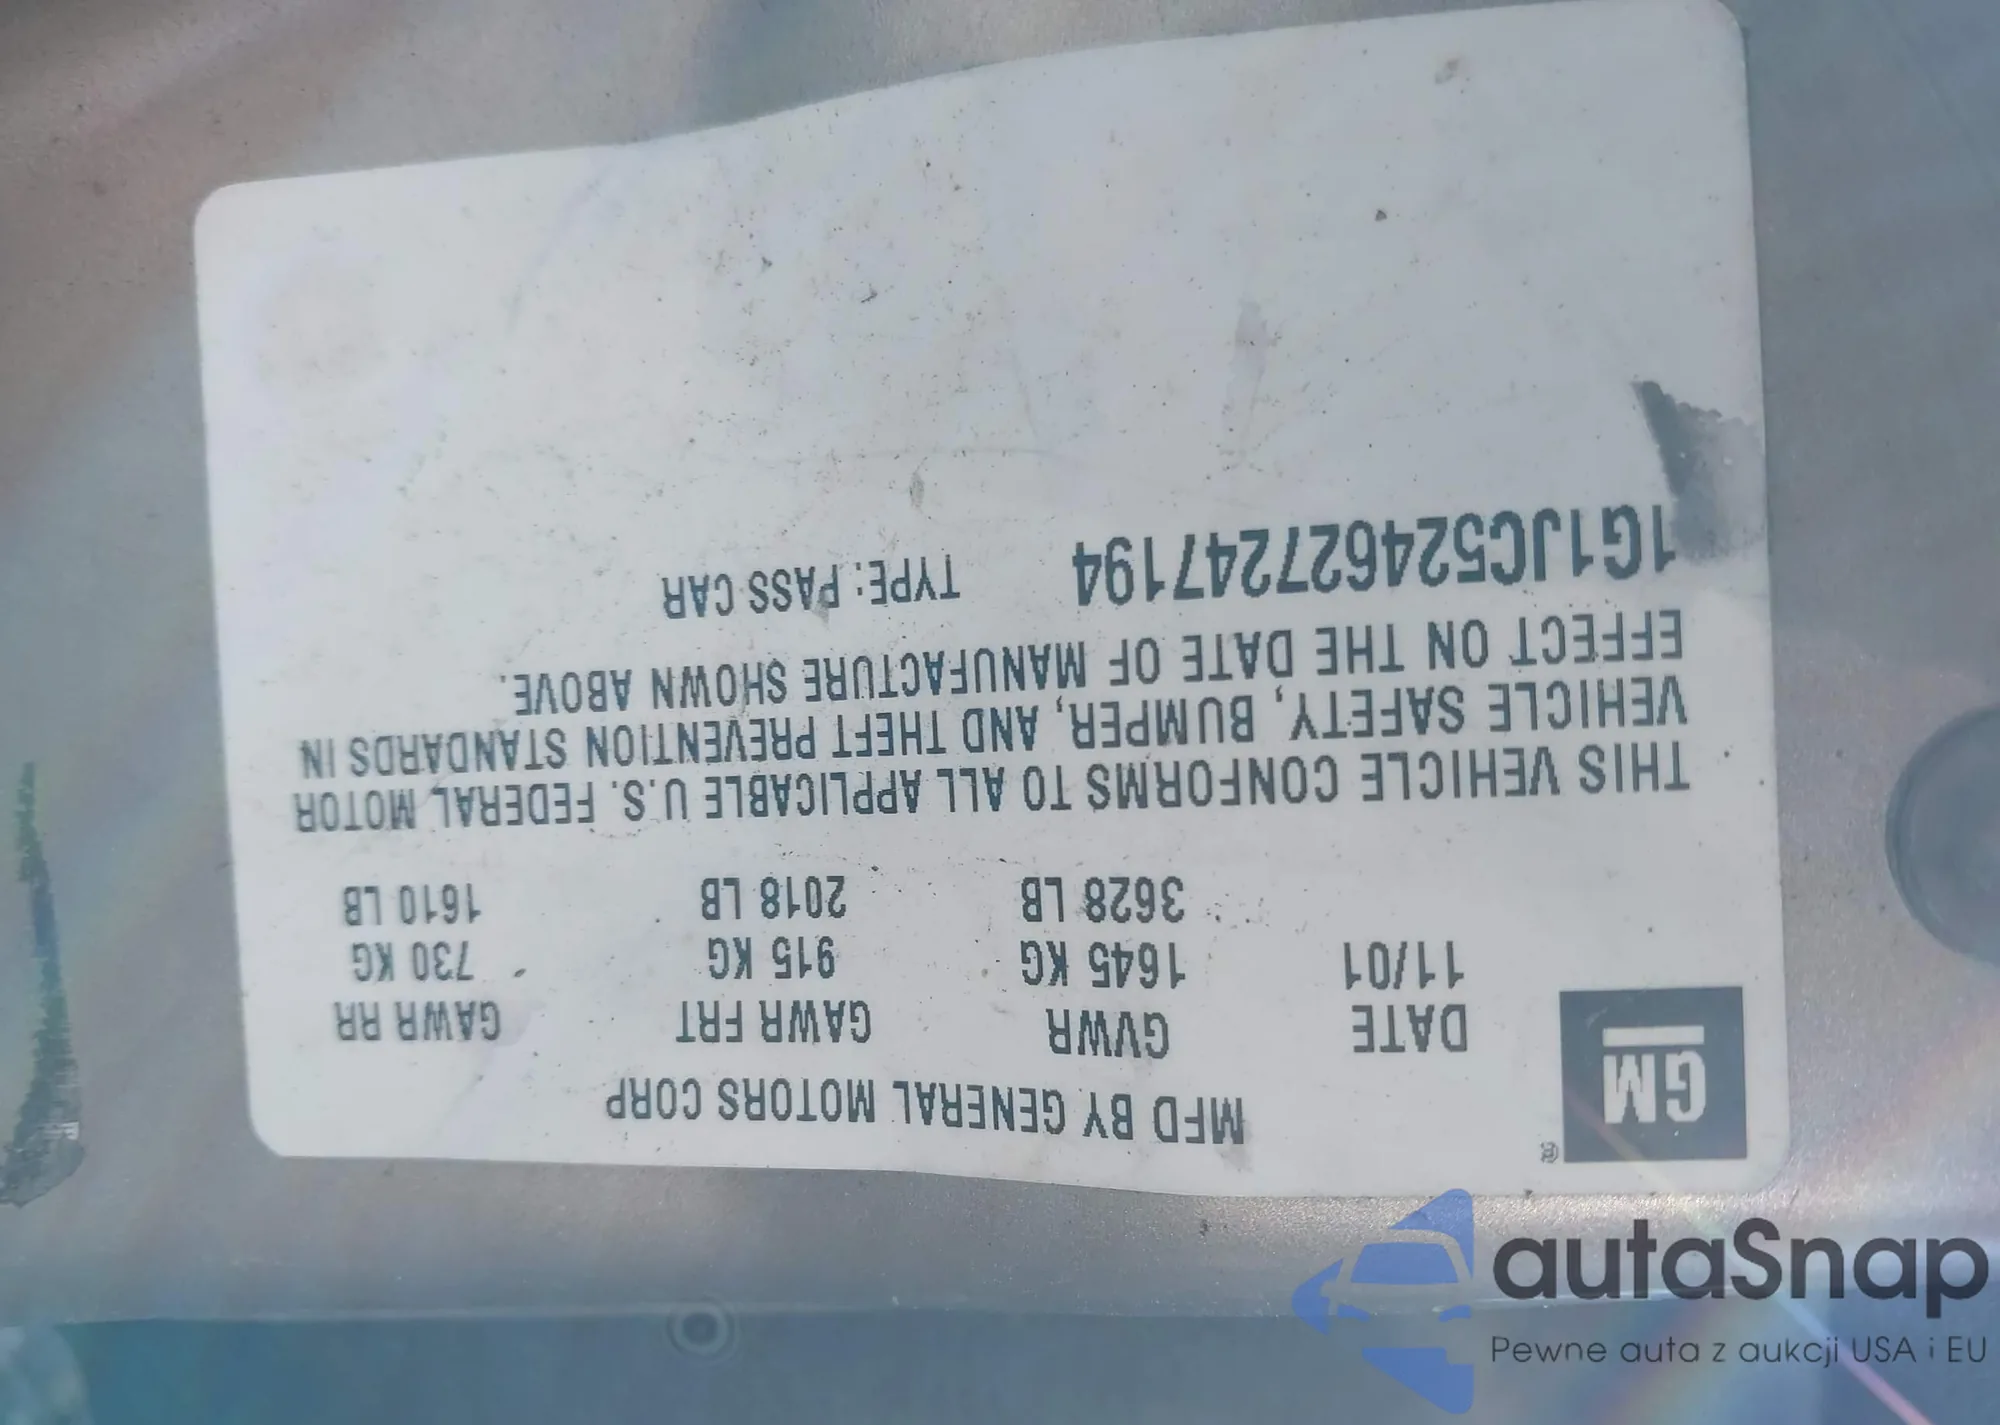 MFD BY GENERAL MOTORS CORP
GM
DATE GVWR GAWR FRT GAWR RR
11/01 1645 KG 915 KG 730 KG
3628 LB 2018 LB 1610 LB
THIS VEHICLE CONFORMS TO ALL APPLICABLE U.S. FEDERAL MOTOR
VEHICLE SAFETY, BUMPER, AND THEFT PREVENTION STANDARDS IN
EFFECT ON THE DATE OF MANUFACTURE SHOWN ABOVE.
1G1JC524627247194 TYPE: PASS CAR
autaSnap
Pewne auta z aukcji USA i EU